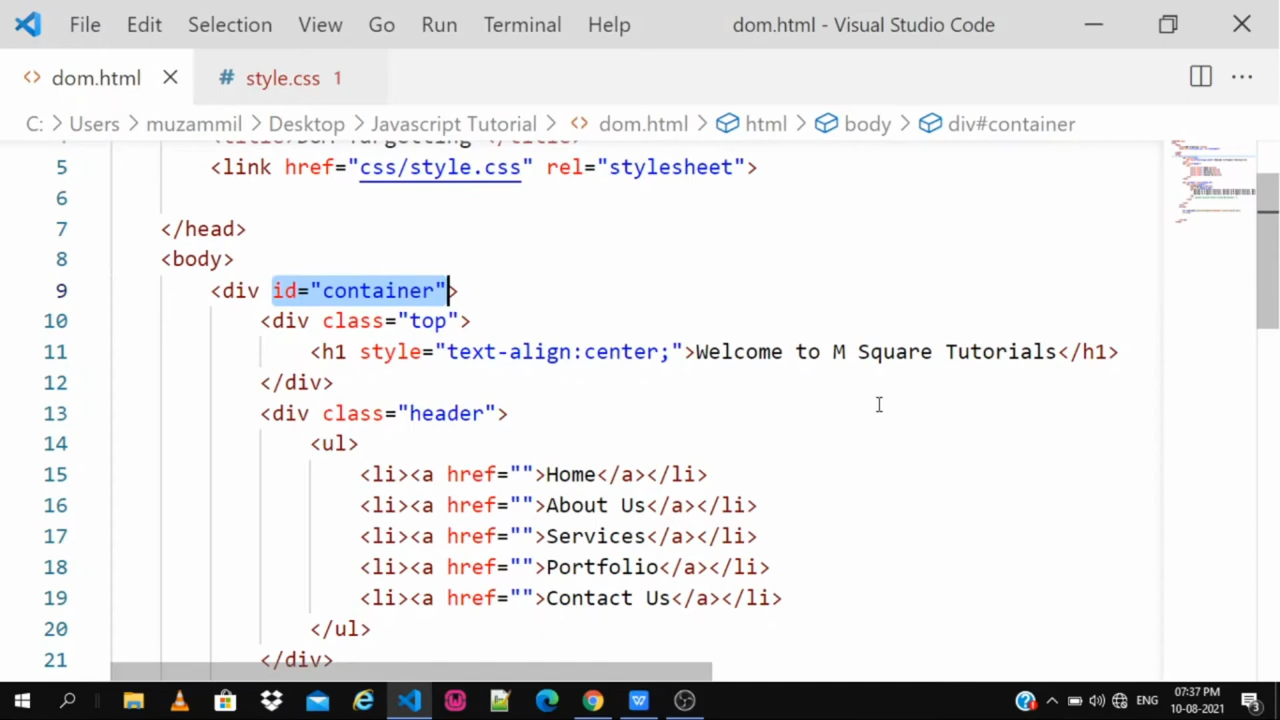 File Edit Selection View Go Run Terminal Help dom.html - Visual Studio Code
dom.html # style.css 1
C: > Users > muzammil > Desktop > Javascript Tutorial > dom.html > html > body > div#container
5 <link href="css/style.css" rel="stylesheet">
6
7 </head>
8 <body>
9 <div id="container">
10 <div class="top">
11 <h1 style="text-align:center;">Welcome to M Square Tutorials</h1>
12 </div>
13 <div class="header">
14 <ul>
15 <li><a href="">Home</a></li>
16 <li><a href="">About Us</a></li>
17 <li><a href="">Services</a></li>
18 <li><a href="">Portfolio</a></li>
19 <li><a href="">Contact Us</a></li>
20 </ul>
21 </div>
ENG 07:37 PM
10-08-2021 3